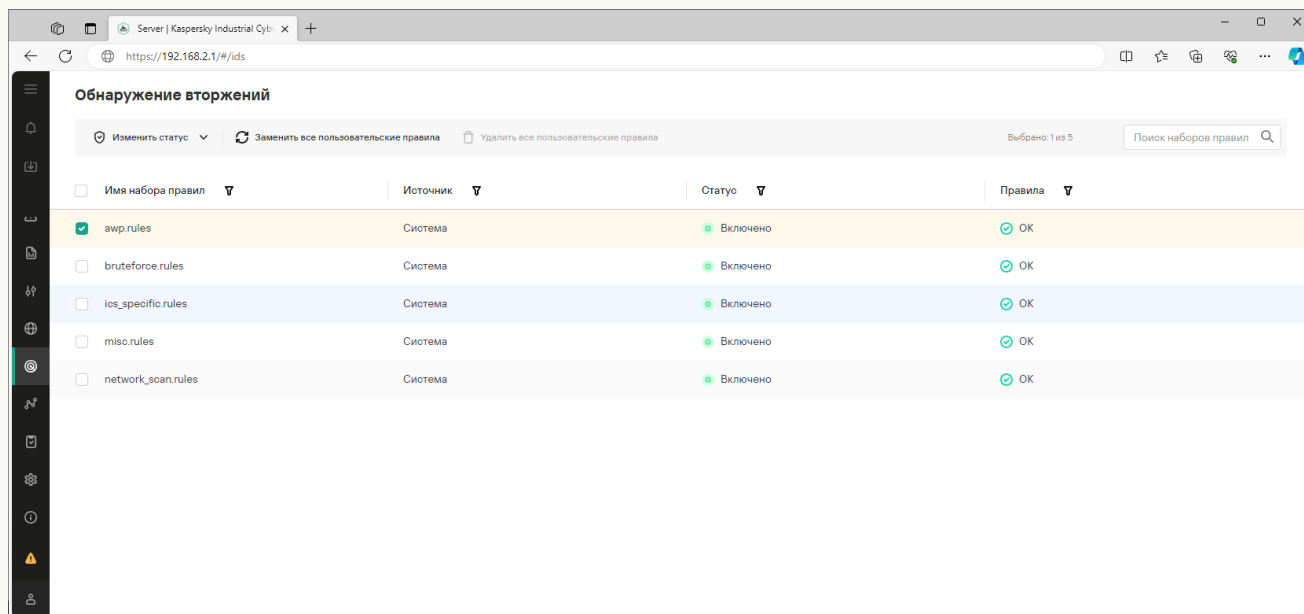 Server | Kaspersky Industrial Cyb
https://192.168.2.1/#/ids
Обнаружение вторжений
Изменить статус Заменить все пользовательские правила Удалить все пользовательские правила Выбрано: 1 из 5 Поиск наборов правил
Имя набора правил Источник Статус Правила
awp.rules Система Включено OK
bruteforce.rules Система Включено OK
ics_specific.rules Система Включено OK
misc.rules Система Включено OK
network_scan.rules Система Включено OK